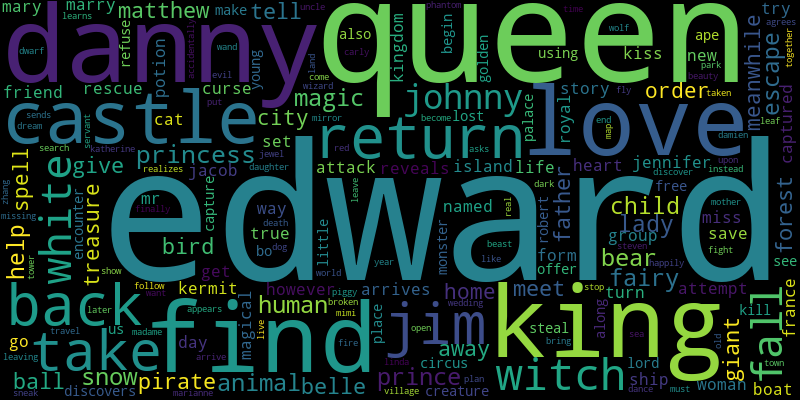 mary
marry
matthew
refuse
learns
danny
queen
tell
also
uncle
phantom
time
try
agrees
dwarf
make
wand
kingdom
begin
using
wolf
ape
kiss
new
together
accidentally
land
carly
park
evil
young
golden
beauty
escape
friend
rescue
curse
potion
come
wizard
story
fly
taken
meanwhile
put
magic
johnny
order
captured
castle
cat
city
lost
palace
royal
love
sends
dream
mirror
become
end
map
damien
leaf
servant
set
return
asks
search
katherine
princess
red
jewel
white
give
realizes
daughter
attack
reveals
island
life
heart
jennifer
discover
upon
instead
zhang
spell
encounter
jacob
leave
edward
father
free
mother
forest
missing
help
treasure
capture
mr
way
true
real
dark
named
robert
child
miss
finally
death
little
lady
group
steven
save
fight
bird
bo
dog
monster
beast
form
bear
happily
see
tower
show
get
however
world
year
like
offer
fairy
turn
back
follow
kermit
human
piggy
home
meet
stop
attempt
want
live
broken
wedding
arrives
king
along
france
later
appears
find
mimi
place
jim
steal
kill
go
travel
us
madame
magical
open
bring
sea
old
giant
fall
take
day
fire
away
leaving
arrive
linda
circus
witch
lord
town
ball
snow
pirate
animal
belle
prince
plan
ship
must
woman
sneak
discovers
marianne
village
creature
dance
boat